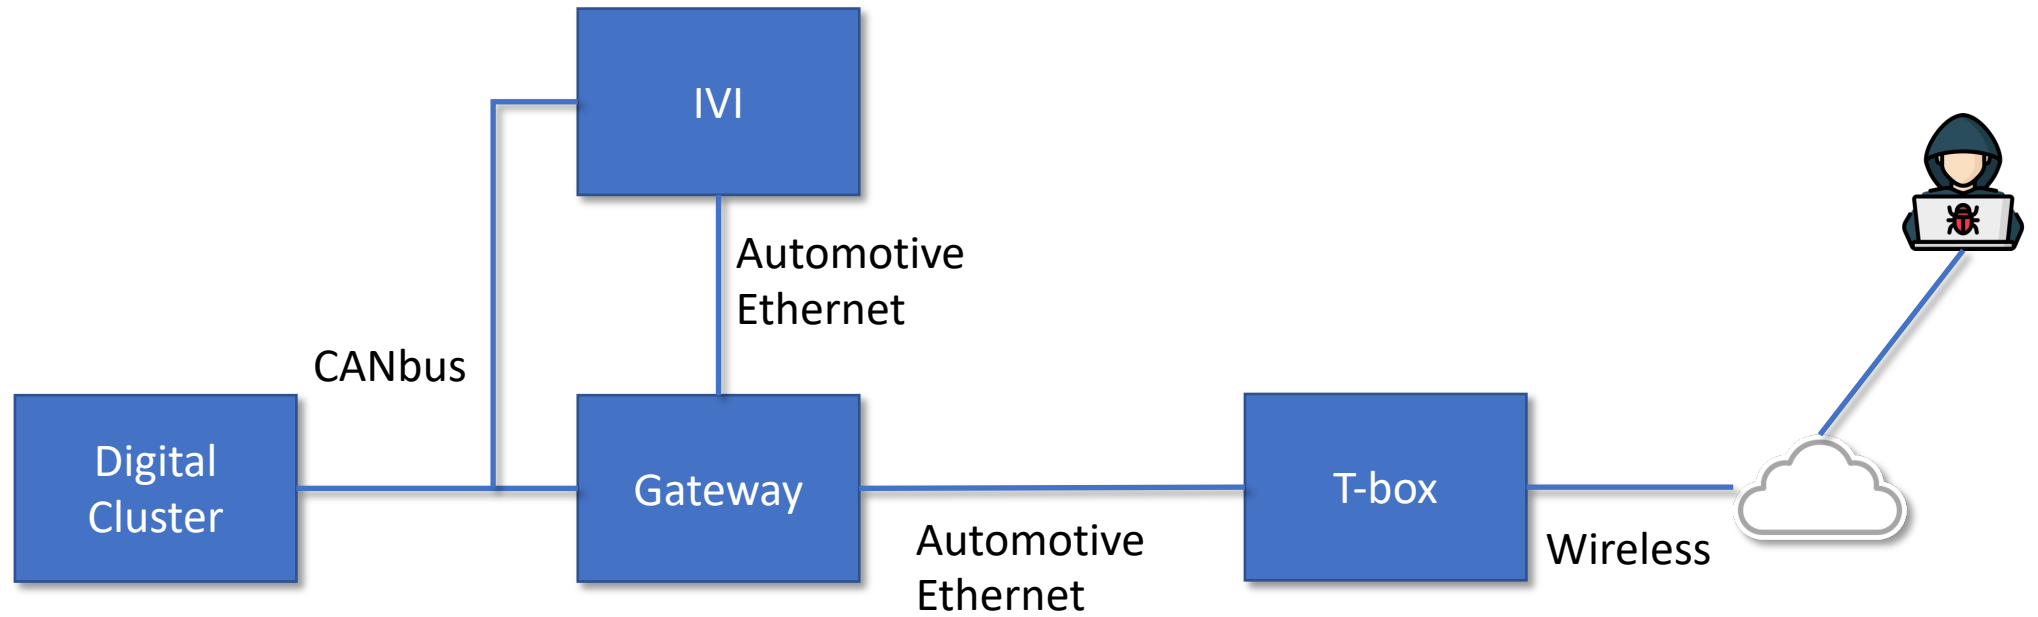 IVI
Automotive
Ethernet
CANbus
Digital
Cluster
Gateway
T-box
Automotive
Ethernet
Wireless